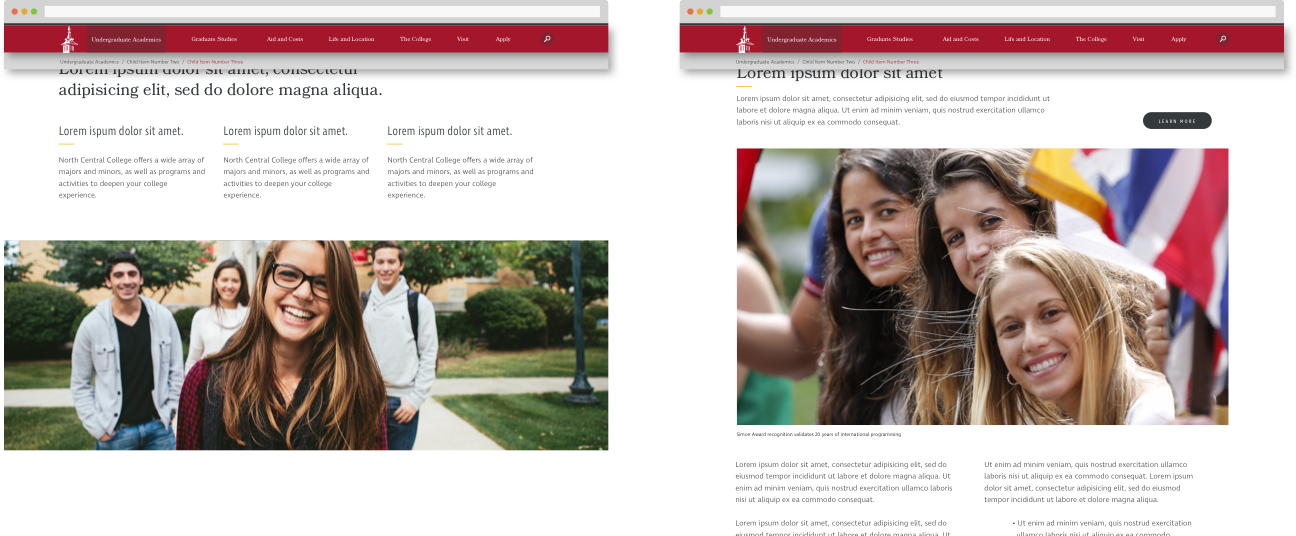 Undergraduate Academics Graduate Studies Aid and Costs Life and Location The College Visit Apply
Undergraduate Academics / Child Item Number Two / Child Item Number Three
Lorem ipsum dolor sit amet, consectetur
adipisicing elit, sed do dolore magna aliqua.
Lorem ispum dolor sit amet.
North Central College offers a wide array of
majors and minors, as well as programs and
activities to deepen your college
experience.
Lorem ispum dolor sit amet.
North Central College offers a wide array of
majors and minors, as well as programs and
activities to deepen your college
experience.
Lorem ispum dolor sit amet.
North Central College offers a wide array of
majors and minors, as well as programs and
activities to deepen your college
experience.
Undergraduate Academics Graduate Studies Aid and Costs Life and Location The College Visit Apply
Undergraduate Academics / Child Item Number Two / Child Item Number Three
Lorem ipsum dolor sit amet
Lorem ipsum dolor sit amet, consectetur adipisicing elit, sed do eiusmod tempor incididunt ut
labore et dolore magna aliqua. Ut enim ad minim veniam, quis nostrud exercitation ullamco
laboris nisi ut aliquip ex ea commodo consequat.
LEARN MORE
Simon Award recognition validates 20 years of international programming
Lorem ipsum dolor sit amet, consectetur adipisicing elit, sed do
eiusmod tempor incididunt ut labore et dolore magna aliqua. Ut
enim ad minim veniam, quis nostrud exercitation ullamco laboris
nisi ut aliquip ex ea commodo consequat.
Lorem ipsum dolor sit amet, consectetur adipisicing elit, sed do
eiusmod tempor incididunt ut labore et dolore magna aliqua. Ut
Ut enim ad minim veniam, quis nostrud exercitation ullamco
laboris nisi ut aliquip ex ea commodo consequat. Lorem ipsum
dolor sit amet, consectetur adipisicing elit, sed do eiusmod
tempor incididunt ut labore et dolore magna aliqua.
• Ut enim ad minim veniam, quis nostrud exercitation
ullamco laboris nisi ut aliquip ex ea commodo